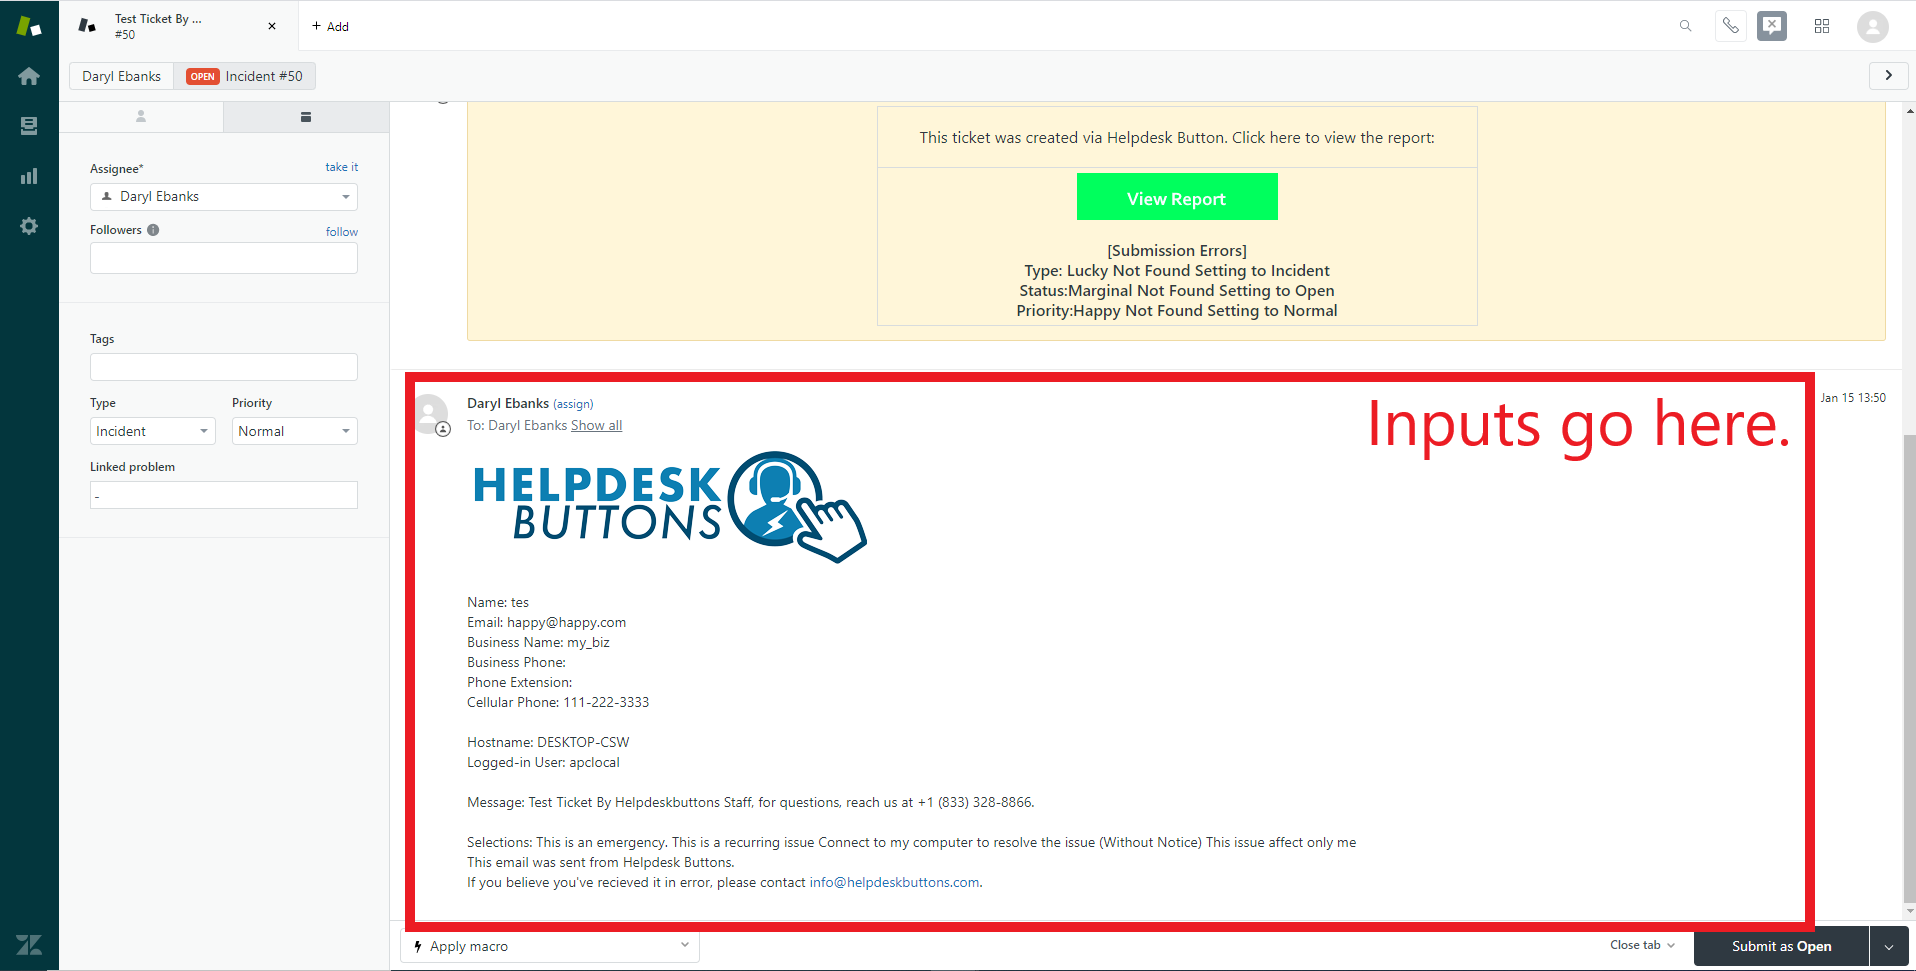 Test Ticket By ...
#50
+ Add
Daryl Ebanks
OPEN Incident #50
Assignee*
take it
Daryl Ebanks
Followers
follow
Tags
Type
Priority
Incident
Normal
Linked problem
-
This ticket was created via Helpdesk Button. Click here to view the report:
View Report
[Submission Errors]
Type: Lucky Not Found Setting to Incident
Status:Marginal Not Found Setting to Open
Priority:Happy Not Found Setting to Normal
Daryl Ebanks (assign)
To: Daryl Ebanks Show all
Inputs go here.
Jan 15 13:50
HELPDESK
BUTTONS
Name: tes
Email: happy@happy.com
Business Name: my_biz
Business Phone:
Phone Extension:
Cellular Phone: 111-222-3333
Hostname: DESKTOP-CSW
Logged-in User: apclocal
Message: Test Ticket By Helpdeskbuttons Staff, for questions, reach us at +1 (833) 328-8866.
Selections: This is an emergency. This is a recurring issue Connect to my computer to resolve the issue (Without Notice) This issue affect only me
This email was sent from Helpdesk Buttons.
If you believe you've recieved it in error, please contact info@helpdeskbuttons.com.
Apply macro
Close tab
Submit as Open